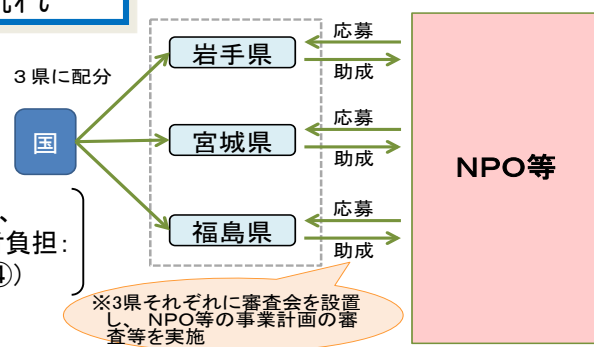 3県に配分
国
岩手県
宮城県
福島県
応募
助成
応募
助成
応募
助成
NPO等
、
負担:
④)
※3県それぞれに審査会を設置
し、NPO等の事業計画の審
査等を実施